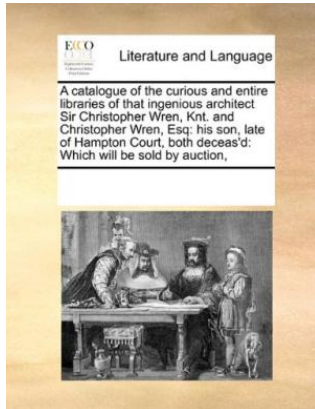 ECCO
Literature and Language
A catalogue of the curious and entire
libraries of that ingenious architect
Sir Christopher Wren, Knt. and
Christopher Wren, Esq: his son, late
of Hampton Court, both deceas'd:
Which will be sold by auction,